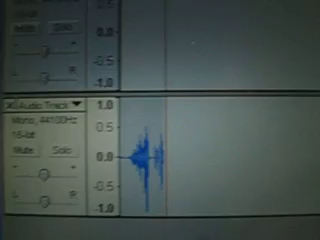 Mute Solo
0.0
-0.5
-1.0
X Audio Track ▼ 1.0
Mono, 44100Hz
16-bit 0.5
Mute Solo
0.0
- +
-0.5
L R
-1.0